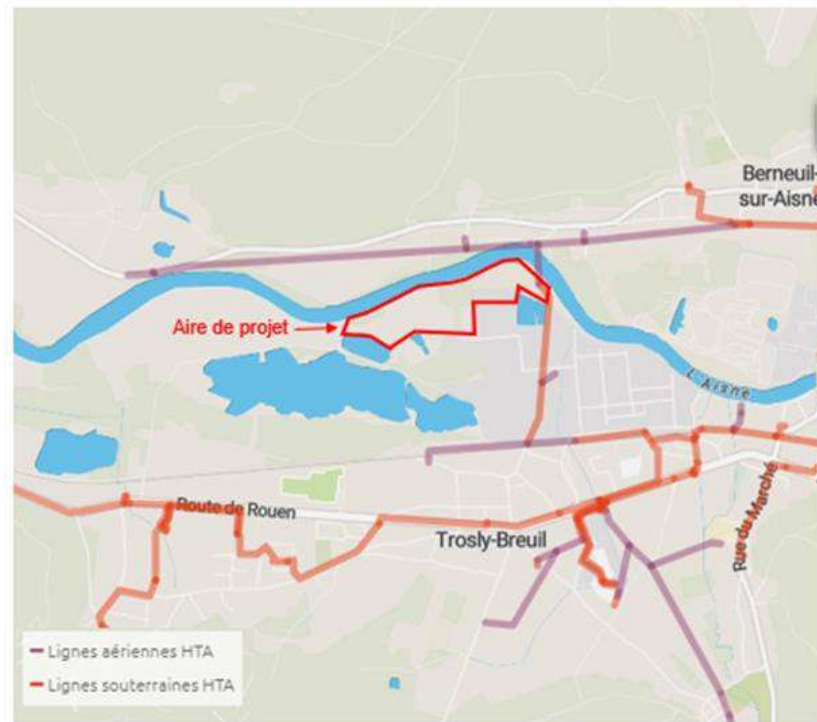 Berneuil-
sur-Aisne
Aire de projet
L'Aisne
Route de Rouen
Trosly-Breuil
Rue du Marché
Lignes aériennes HTA
Lignes souterraines HTA